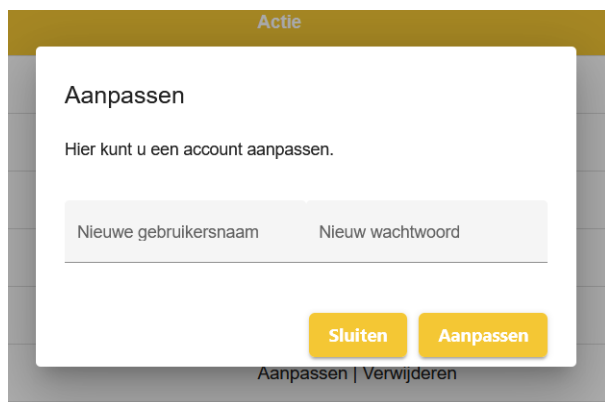 Actie
Aanpassen
Hier kunt u een account aanpassen.
Nieuwe gebruikersnaam Nieuw wachtwoord
Sluiten Aanpassen
Aanpassen | Verwijderen